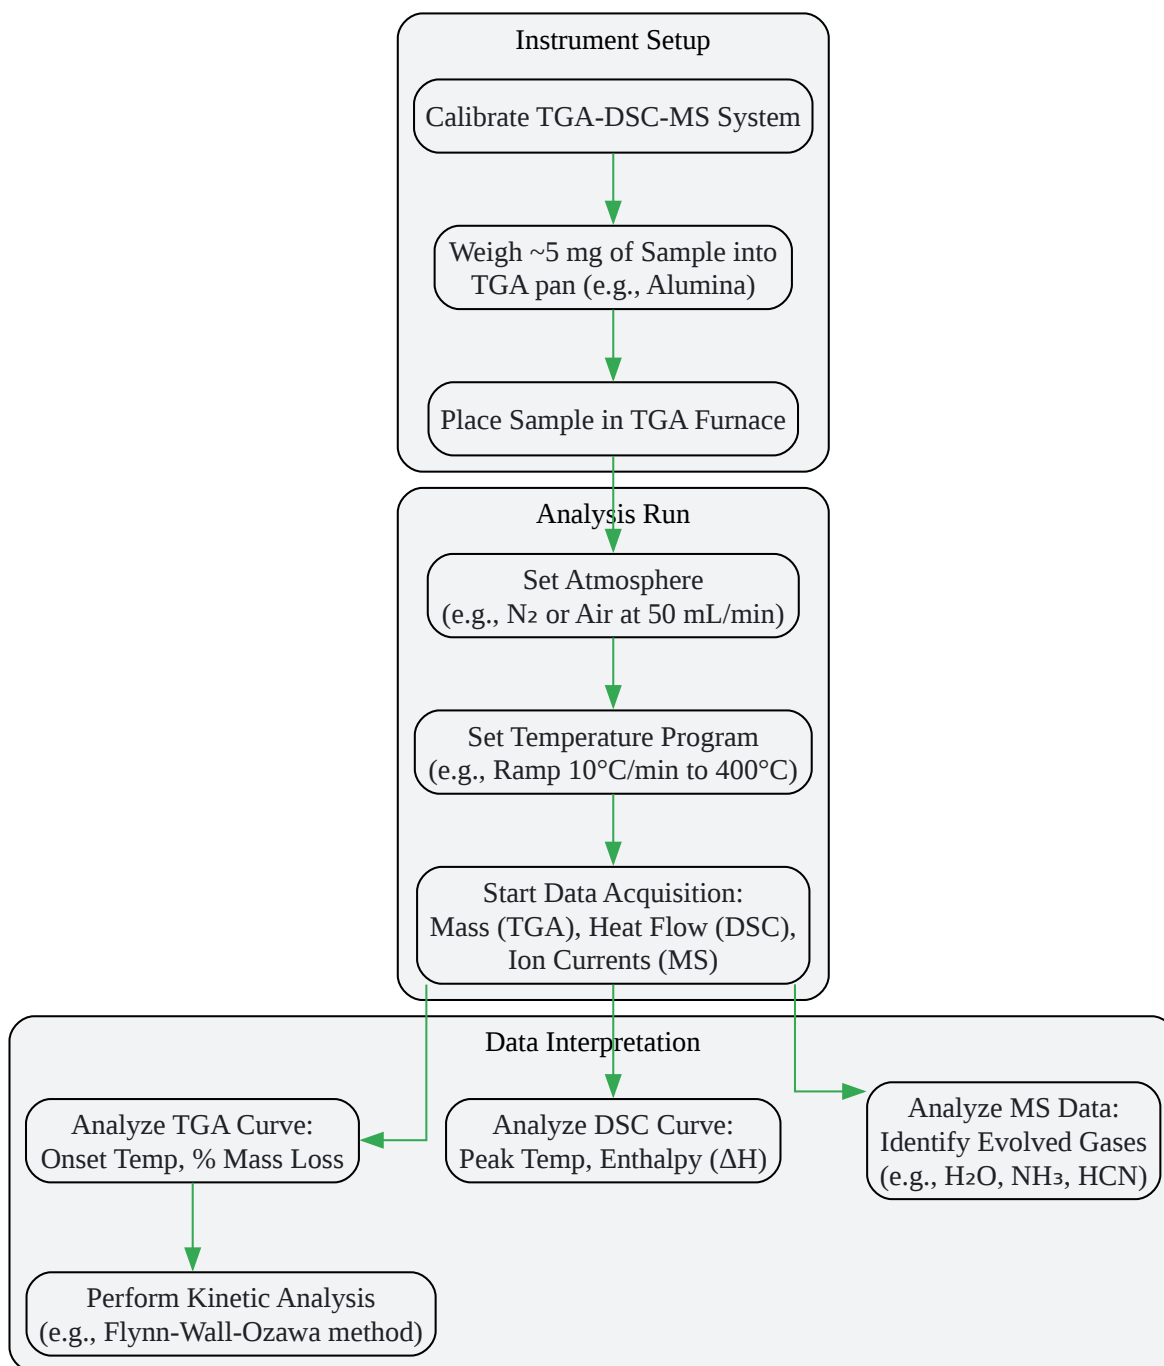 Instrument Setup
Calibrate TGA-DSC-MS System
Weigh ~5 mg of Sample into
TGA pan (e.g., Alumina)
Place Sample in TGA Furnace
Analysis Run
Set Atmosphere
(e.g., N₂ or Air at 50 mL/min)
Set Temperature Program
(e.g., Ramp 10°C/min to 400°C)
Start Data Acquisition:
Mass (TGA), Heat Flow (DSC),
Ion Currents (MS)
Data Interpretation
Analyze TGA Curve:
Onset Temp, % Mass Loss
Analyze DSC Curve:
Peak Temp, Enthalpy (ΔH)
Analyze MS Data:
Identify Evolved Gases
(e.g., H₂O, NH₃, HCN)
Perform Kinetic Analysis
(e.g., Flynn-Wall-Ozawa method)